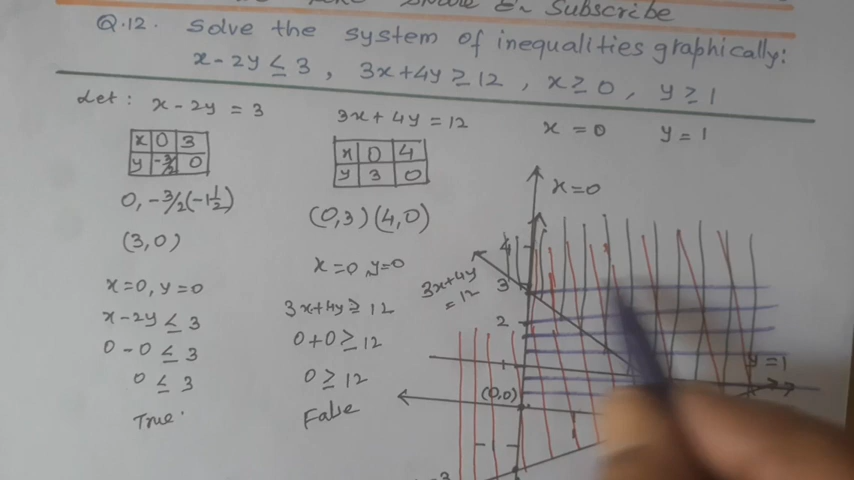 Subscribe
Q.12. Solve the system of inequalities graphically:
x-2y ≤ 3, 3x+4y ≥ 12, x ≥ 0, y ≥ 1
Let: x-2y = 3
x 0 3
y -3/2 0
0, -3/2(-1 1/2)
(3,0)
x=0, y=0
x-2y ≤ 3
0-0 ≤ 3
0 ≤ 3
True
3x+4y = 12
x 0 4
y 3 0
(0,3) (4,0)
x=0, y=0
3x+4y ≥ 12
0+0 ≥ 12
0 ≥ 12
False
x = 0
y = 1
x=0
4
3x+4y
= 12
3
2
1
y=1
(0,0)
-1
3